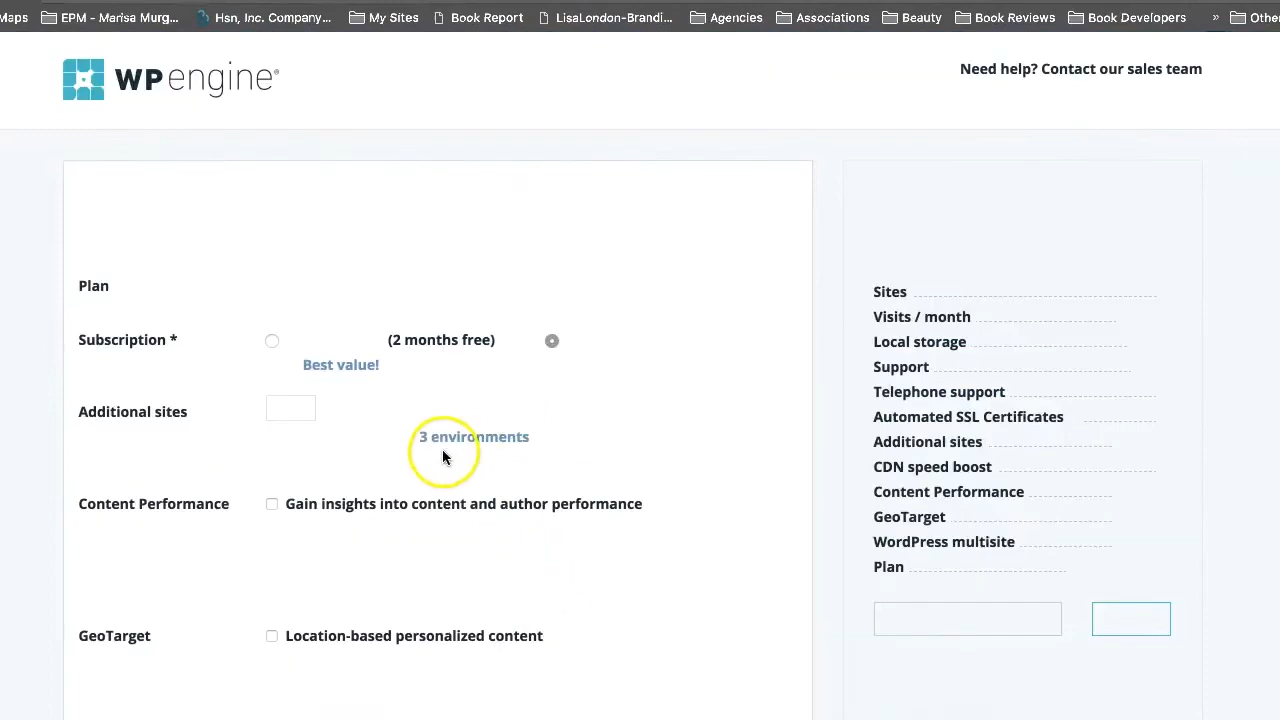 Maps
EPM - Marisa Murg...
Hsn, Inc. Company...
My Sites
Book Report
LisaLondon-Brandi...
Agencies
Associations
Beauty
Book Reviews
Book Developers
»
Othe
WP engine®
Need help? Contact our sales team
Plan
Subscription *
(2 months free)
Best value!
Additional sites
3 environments
Content Performance
Gain insights into content and author performance
GeoTarget
Location-based personalized content
Sites
Visits / month
Local storage
Support
Telephone support
Automated SSL Certificates
Additional sites
CDN speed boost
Content Performance
GeoTarget
WordPress multisite
Plan